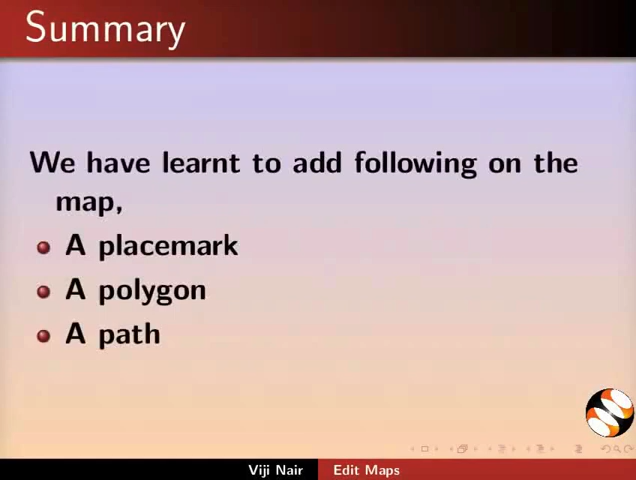 Summary
We have learnt to add following on the
map,
A placemark
A polygon
A path
Viji Nair
Edit Maps